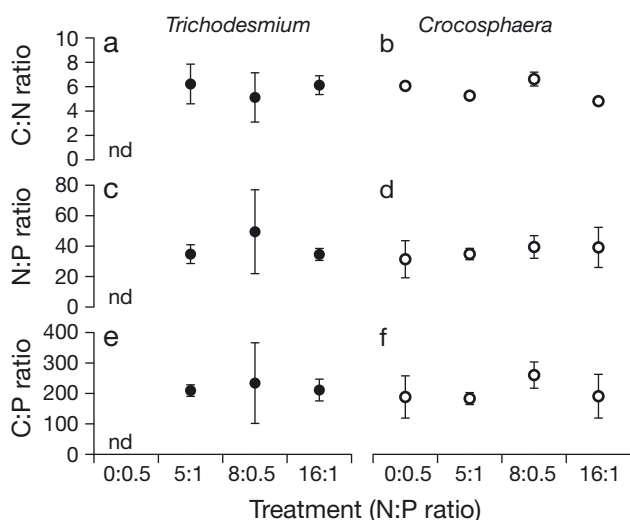 Trichodesmium Crocosphaera
a b
C:N ratio
10
8
6
4
2
0
nd
c d
N:P ratio
80
60
40
20
0
nd
e f
C:P ratio
400
300
200
100
0
nd
0:0.5 5:1 8:0.5 16:1 0:0.5 5:1 8:0.5 16:1
Treatment (N:P ratio)